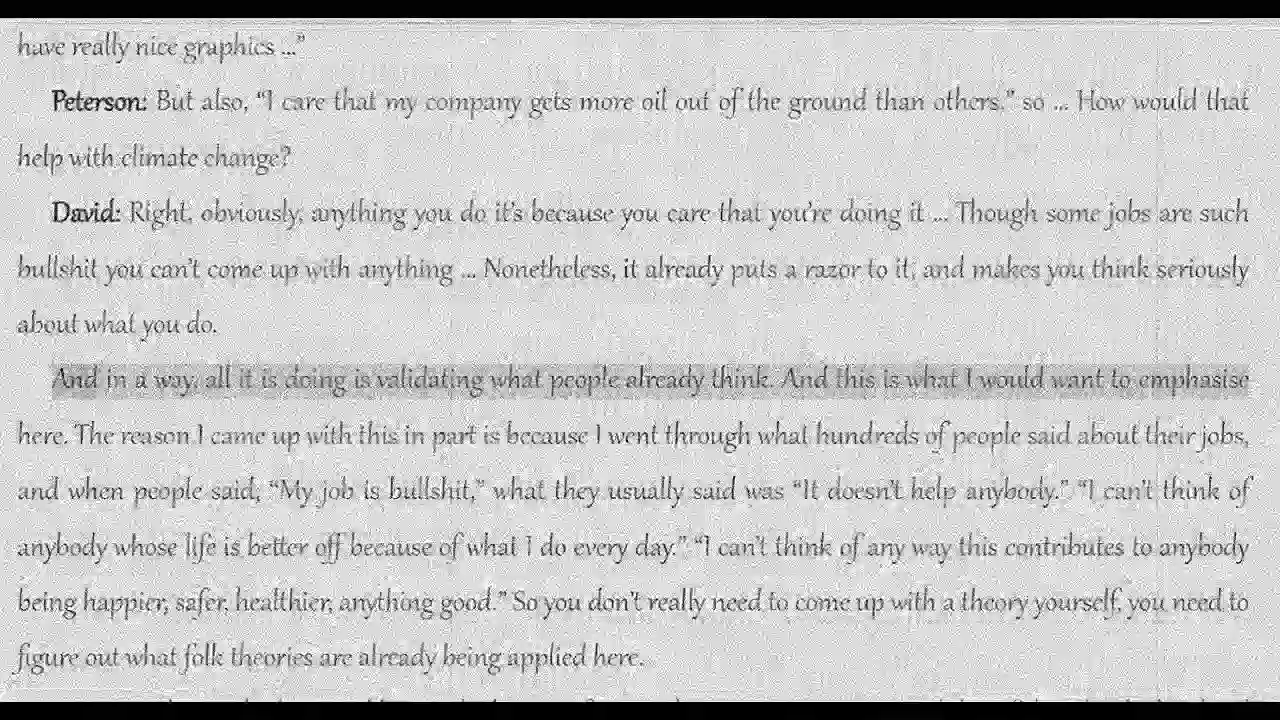 have really nice graphics ...”
Peterson: But also, “I care that my company gets more oil out of the ground than others.” so ... How would that
help with climate change?
David: Right, obviously, anything you do it’s because you care that you’re doing it ... Though some jobs are such
bullshit you can’t come up with anything ... Nonetheless, it already puts a razor to it, and makes you think seriously
about what you do.
And in a way, all it is doing is validating what people already think. And this is what I would want to emphasise
here. The reason I came up with this in part is because I went through what hundreds of people said about their jobs,
and when people said, “My job is bullshit,” what they usually said was “It doesn’t help anybody.” “I can’t think of
anybody whose life is better off because of what I do every day.” “I can’t think of any way this contributes to anybody
being happier, safer, healthier, anything good.” So you don’t really need to come up with a theory yourself, you need to
figure out what folk theories are already being applied here.